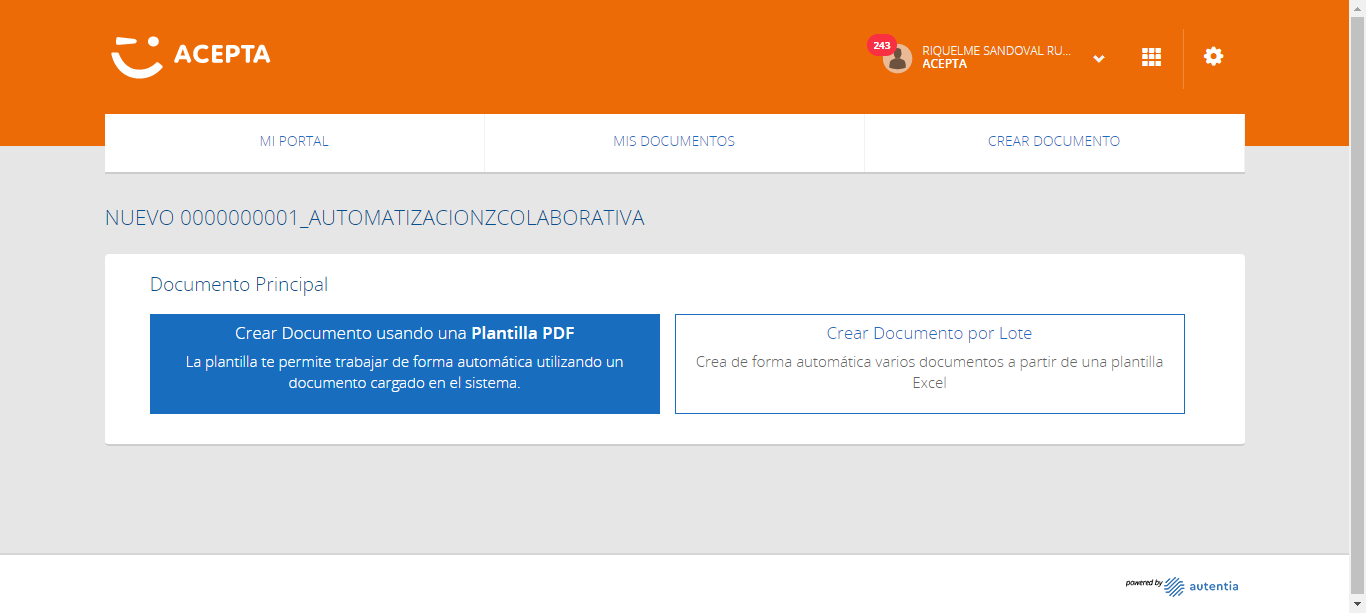 ACEPTA
243
RIQUELME SANDOVAL RU...
ACEPTA
MI PORTAL
MIS DOCUMENTOS
CREAR DOCUMENTO
NUEVO 0000000001_AUTOMATIZACIONZCOLABORATIVA
Documento Principal
Crear Documento usando una Plantilla PDF
La plantilla te permite trabajar de forma automática utilizando un
documento cargado en el sistema.
Crear Documento por Lote
Crea de forma automática varios documentos a partir de una plantilla
Excel
powered by autentia